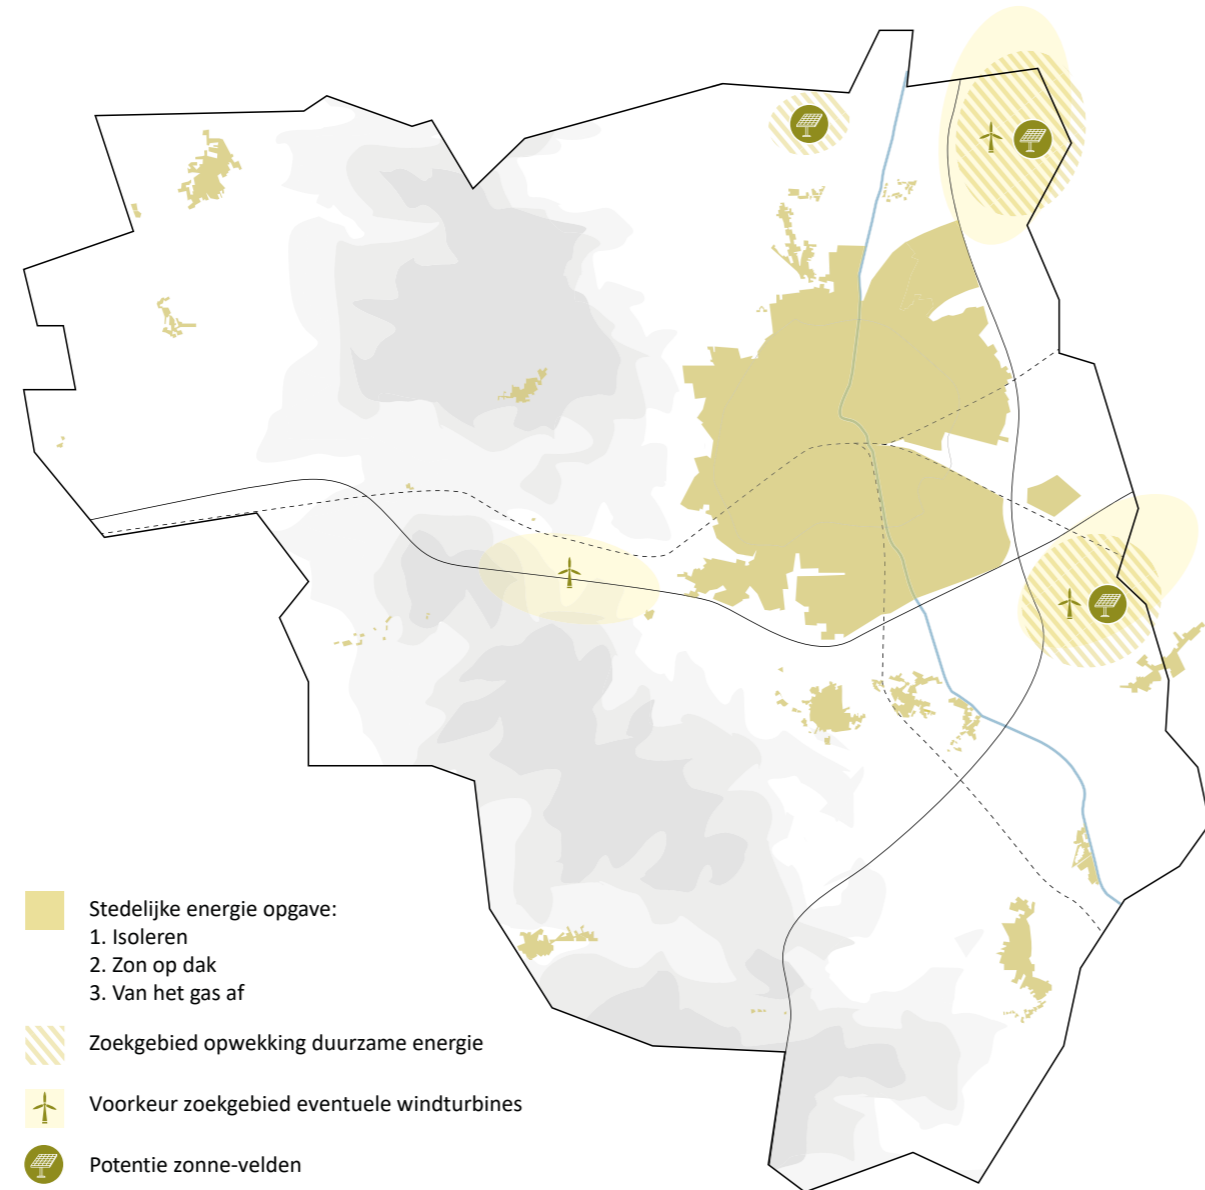 Stedelijke energie opgave:
1. Isoleren
2. Zon op dak
3. Van het gas af
Zoekgebied opwekking duurzame energie
Voorkeur zoekgebied eventuele windturbines
Potentie zonne-velden